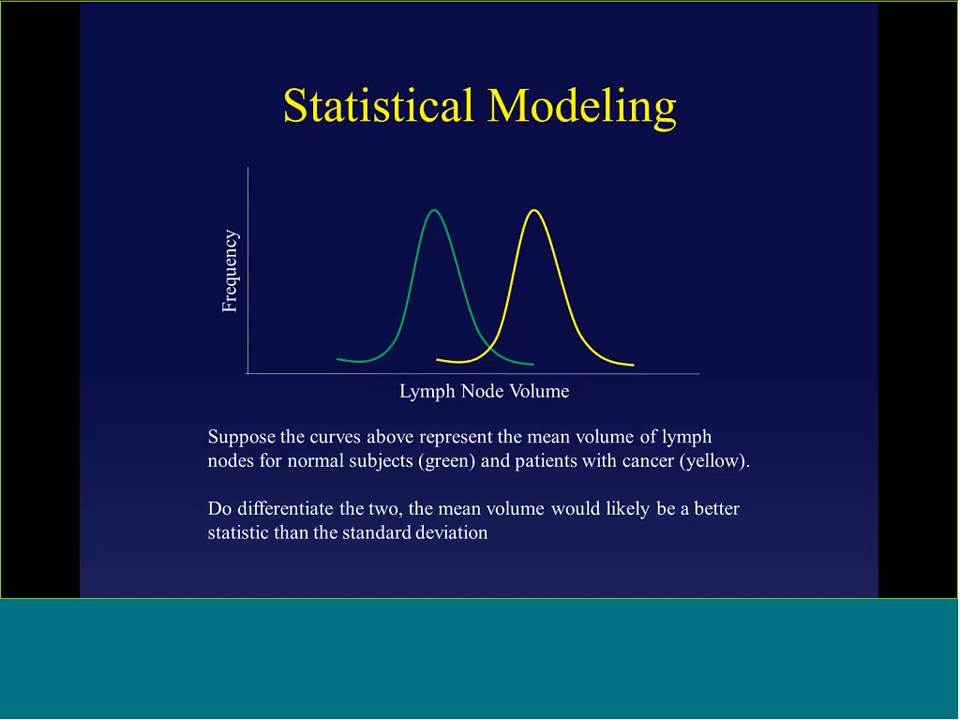 Statistical Modeling
Frequency
Lymph Node Volume
Suppose the curves above represent the mean volume of lymph
nodes for normal subjects (green) and patients with cancer (yellow).
Do differentiate the two, the mean volume would likely be a better
statistic than the standard deviation